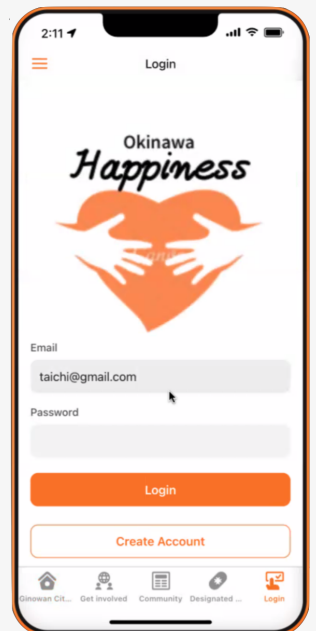 2:11
Login
Okinawa
Happiness
Email
taichi@gmail.com
Password
Login
Create Account
Ginowan Cit...
Get involved
Community
Designated ...
Login